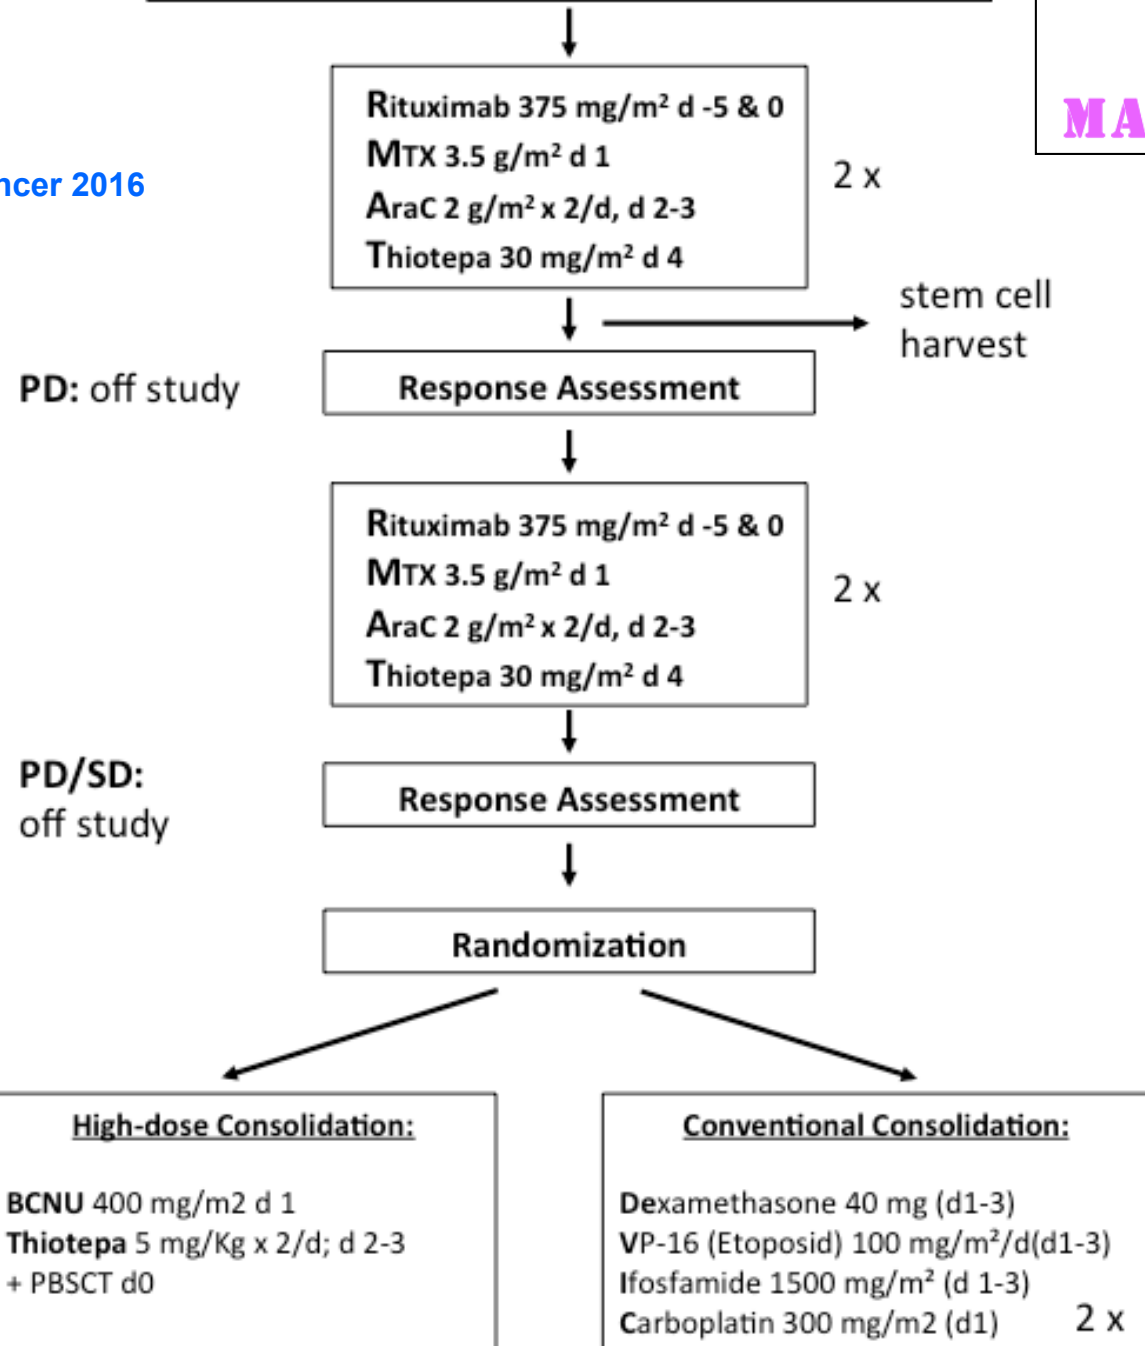 MA
Rituximab 375 mg/m² d -5 & 0
MTX 3.5 g/m² d 1
AraC 2 g/m² x 2/d, d 2-3
Thiotepa 30 mg/m² d 4
2 x
ncer 2016
stem cell
harvest
PD: off study
Response Assessment
Rituximab 375 mg/m² d -5 & 0
MTX 3.5 g/m² d 1
AraC 2 g/m² x 2/d, d 2-3
Thiotepa 30 mg/m² d 4
2 x
PD/SD:
off study
Response Assessment
Randomization
High-dose Consolidation:
BCNU 400 mg/m2 d 1
Thiotepa 5 mg/Kg x 2/d; d 2-3
+ PBSCT d0
Conventional Consolidation:
Dexamethasone 40 mg (d1-3)
VP-16 (Etoposid) 100 mg/m²/d(d1-3)
Ifosfamide 1500 mg/m² (d 1-3)
Carboplatin 300 mg/m2 (d1)
2 x